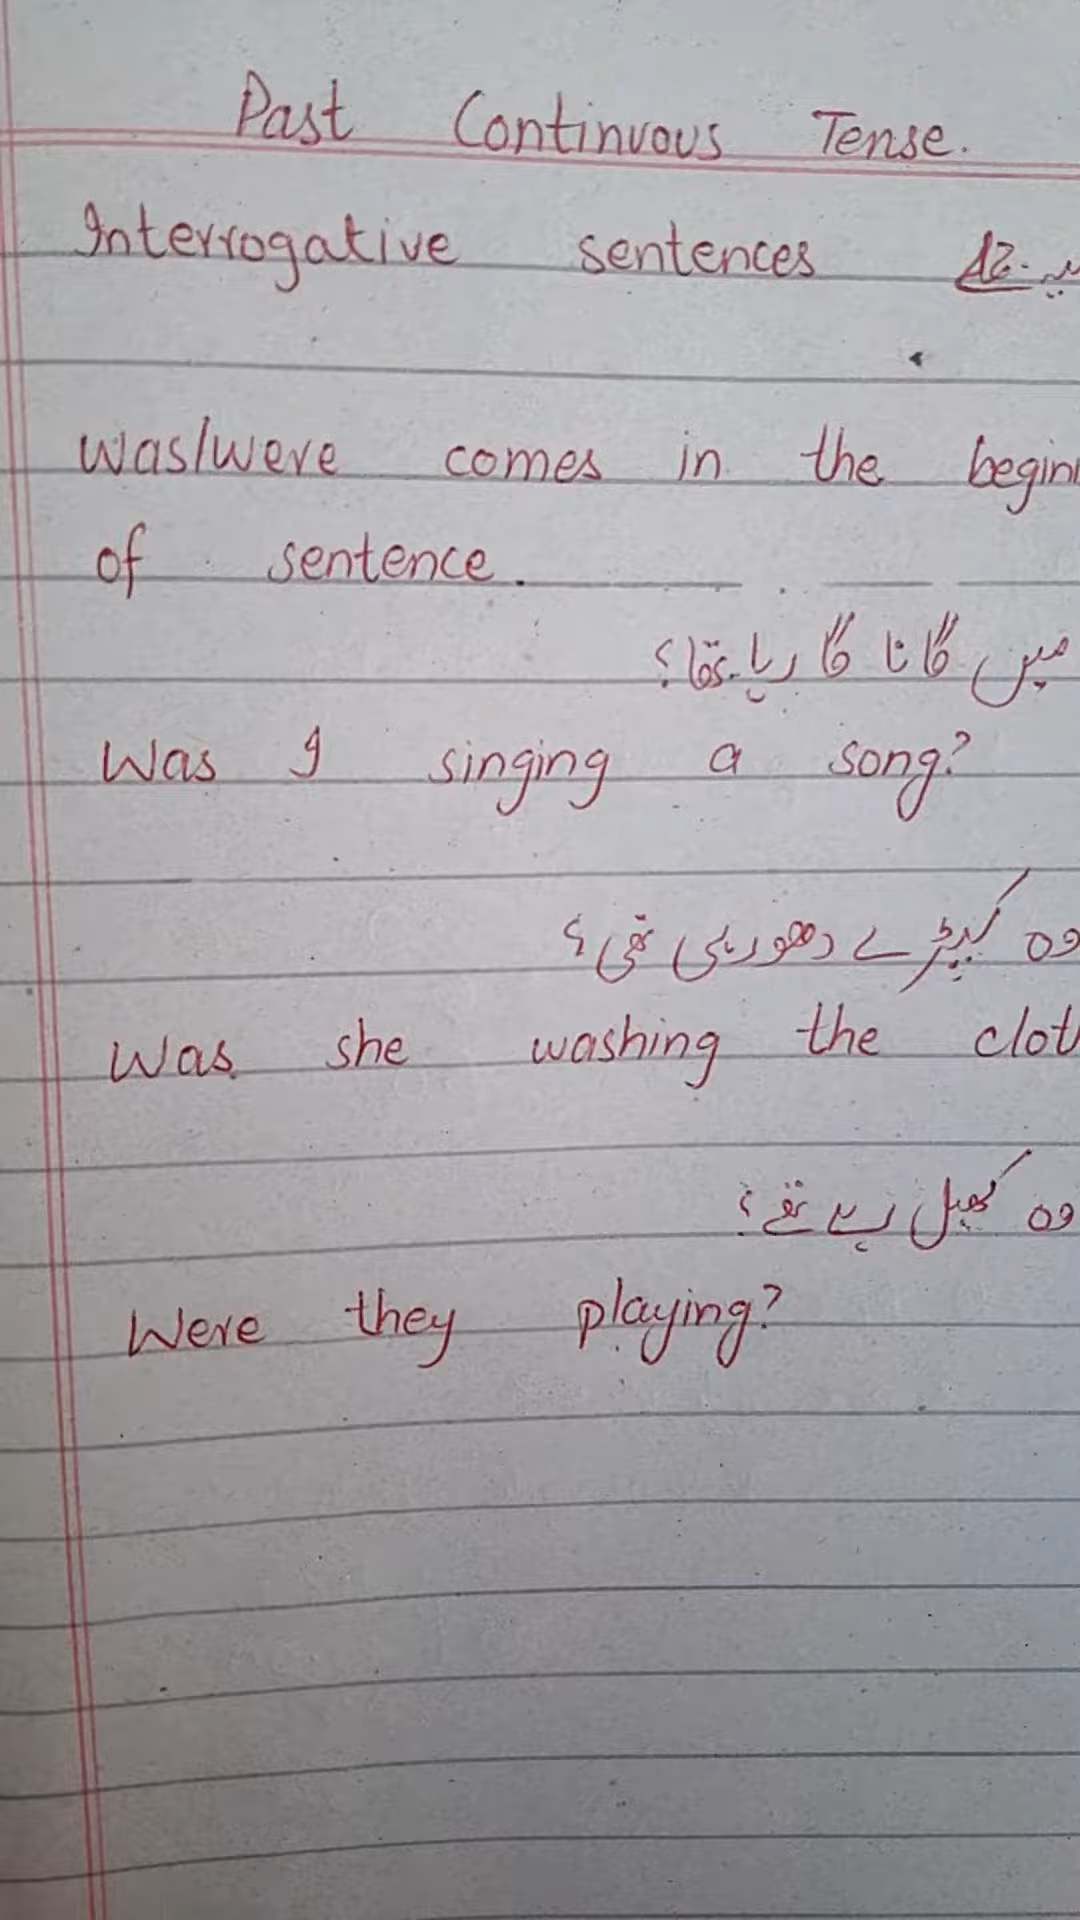 Past Continuous Tense.
Interrogative sentences
was/were comes in the begini
of sentence.
میں گانا گا رہا تھا؟
Was I singing a song?
وہ کپڑے دھو رہی تھی؟
Was she washing the clot
وہ کھیل رہے تھے؟
Were they playing?